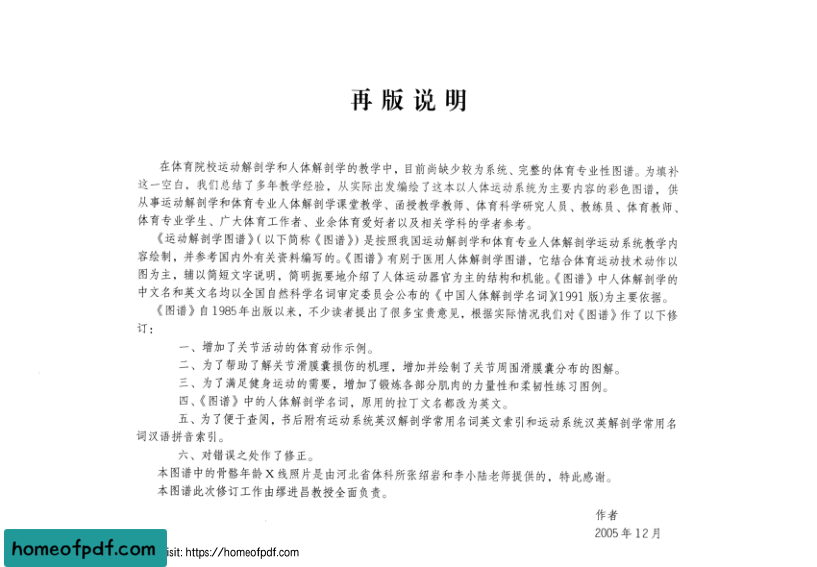 再版说明
在体育院校运动解剖学和人体解剖学的教学中，目前尚缺少较为系统、完整的体育专业性图谱。为填补
这一空白，我们总结了多年教学经验，从实际出发编绘了这本以人体运动系统为主要内容的彩色图谱，供
从事运动解剖学和体育专业人体解剖学课堂教学、函授教学教师、体育科学研究人员、教练员、体育教师、
体育专业学生、广大体育工作者、业余体育爱好者以及相关学科的学者参考。
《运动解剖学图谱》（以下简称《图谱》）是按照我国运动解剖学和体育专业人体解剖学运动系统教学内
容绘制，并参考国内外有关资料编写的。《图谱》有别于医用人体解剖学图谱，它结合体育运动技术动作以
图为主，辅以简短文字说明，简明扼要地介绍了人体运动器官为主的结构和机能。《图谱》中人体解剖学的
中文名和英文名均以全国自然科学名词审定委员会公布的《中国人体解剖学名词》(1991 版)为主要依据。
《图谱》自1985年出版以来，不少读者提出了很多宝贵意见，根据实际情况我们对《图谱》作了以下修
订：
一、增加了关节活动的体育动作示例。
二、为了帮助了解关节滑膜囊损伤的机理，增加并绘制了关节周围滑膜囊分布的图解。
三、为了满足健身运动的需要，增加了锻炼各部分肌肉的力量性和柔韧性练习图例。
四、《图谱》中的人体解剖学名词，原用的拉丁文名都改为英文。
五、为了便于查阅，书后附有运动系统英汉解剖学常用名词英文索引和运动系统汉英解剖学常用名
词汉语拼音索引。
六、对错误之处作了修正。
本图谱中的骨骼年龄X线照片是由河北省体科所张绍岩和李小陆老师提供的，特此感谢。
本图谱此次修订工作由缪进昌教授全面负责。
作者
2005年12月
homeofpdf.com
isit: https://homeofpdf.com